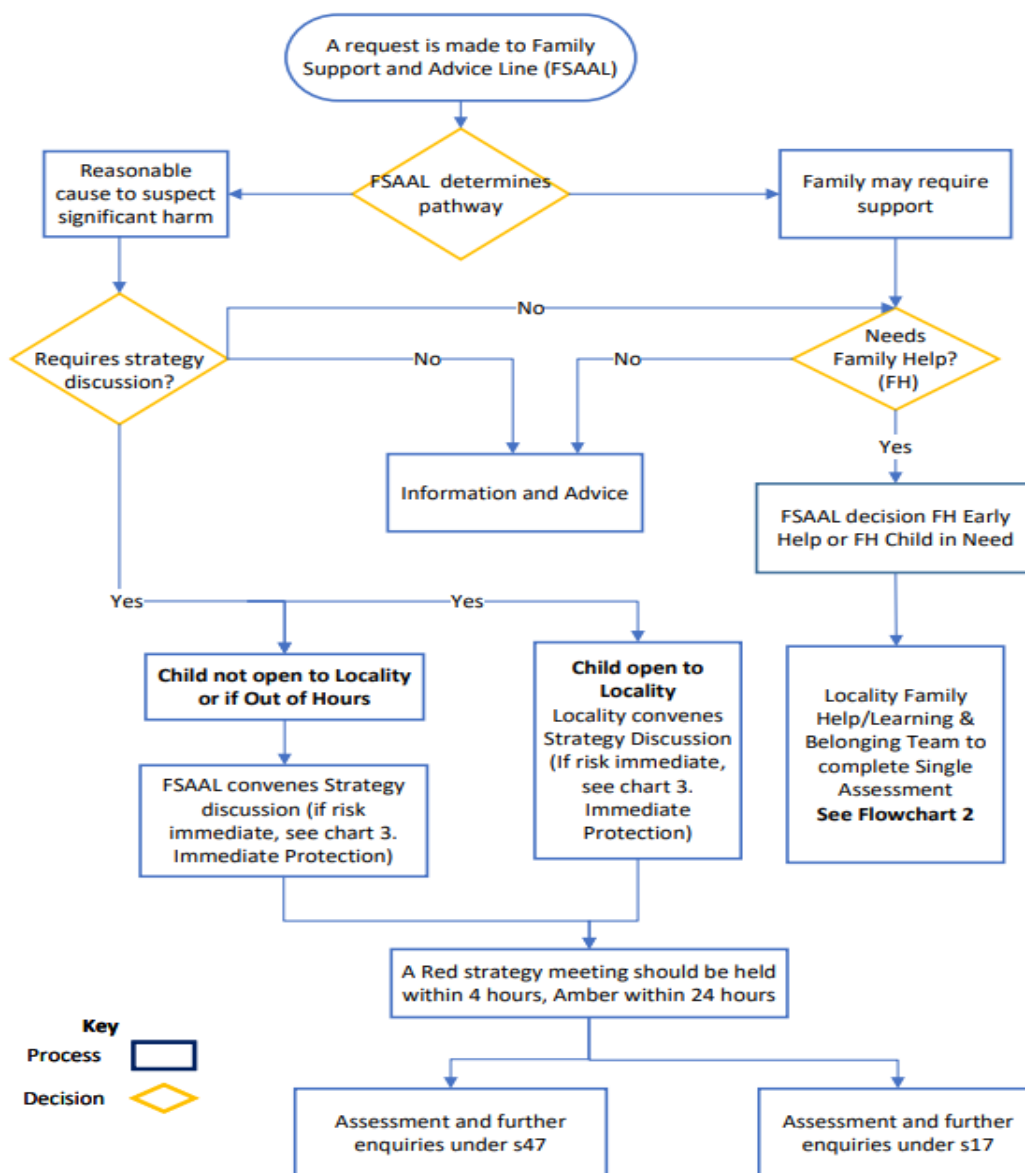 A request is made to Family
Support and Advice Line (FSAAL)
FSAAL determines
pathway
Reasonable
cause to suspect
significant harm
Family may require
support
No
Requires strategy
discussion?
No
No
Needs
Family Help?
(FH)
Yes
Information and Advice
FSAAL decision FH Early
Help or FH Child in Need
Yes
Yes
Child not open to Locality
or if Out of Hours
Child open to
Locality
Locality convenes
Strategy Discussion
(If risk immediate,
see chart 3.
Immediate
Protection)
Locality Family
Help/Learning &
Belonging Team to
complete Single
Assessment
See Flowchart 2
FSAAL convenes Strategy
discussion (if risk
immediate, see chart 3.
Immediate Protection)
A Red strategy meeting should be held
within 4 hours, Amber within 24 hours
Key
Process
Decision
Assessment and further
enquiries under s47
Assessment and further
enquiries under s17